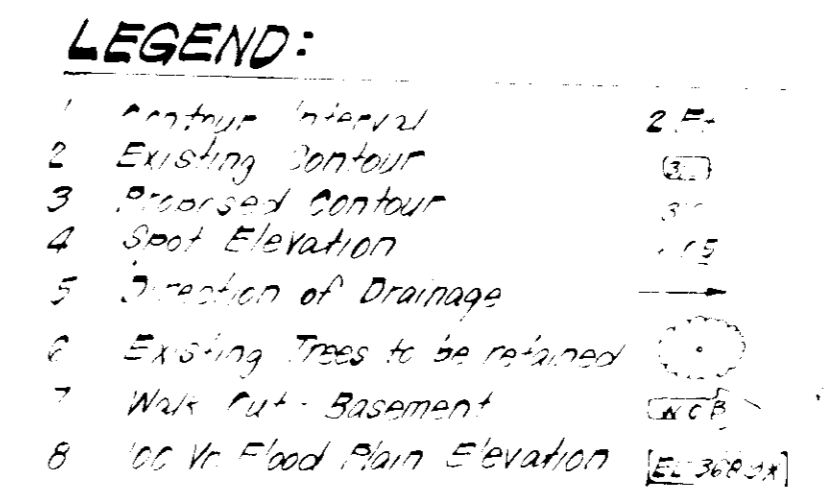 LEGEND:
1 Contour Interval 2 Ft
2 Existing Contour
3 Proposed Contour
4 Spot Elevation
5 Direction of Drainage
6 Existing Trees to be retained
7 Walk Out - Basement
8 100 Yr. Flood Plain Elevation